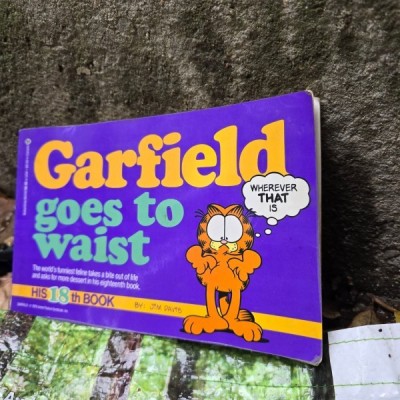 Garfield
goes to
waist
WHEREVER
THAT
IS
The world's funniest feline takes a bite out of life
and asks for more dessert in his eighteenth book.
HIS 18th BOOK
BY: JIM DAVIS